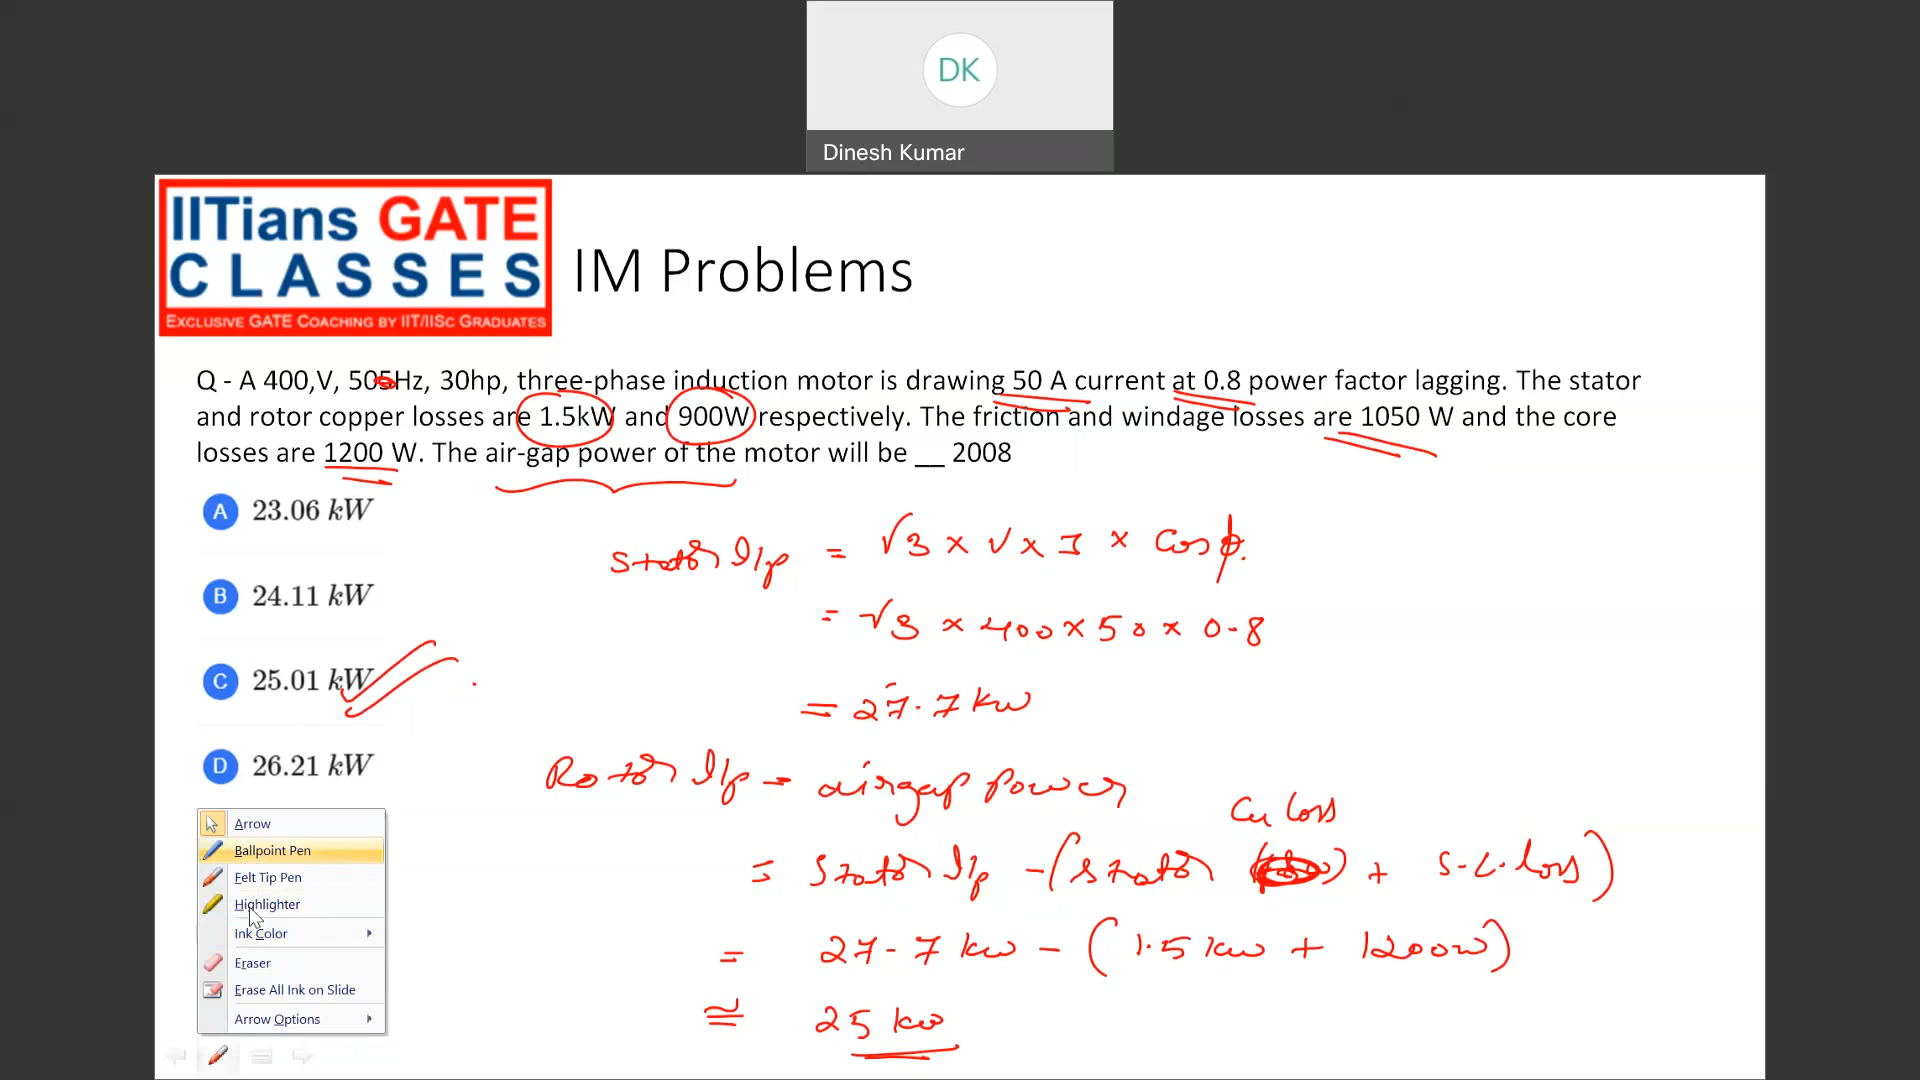 DK
Dinesh Kumar
IITians GATE
CLASSES
EXCLUSIVE GATE COACHING BY IIT/IISC GRADUATES
IM Problems
Q - A 400,V, 505Hz, 30hp, three-phase induction motor is drawing 50 A current at 0.8 power factor lagging. The stator
and rotor copper losses are 1.5kW and 900W respectively. The friction and windage losses are 1050 W and the core
losses are 1200 W. The air-gap power of the motor will be __ 2008
A 23.06 kW
B 24.11 kW
C 25.01 kW
D 26.21 kW
Stator I/p = √3 × V × I × Cos φ.
= √3 × 400 × 50 × 0.8
= 27.7 kw
Rotor I/p = airgap power
Cu loss
= Stator I/p - (Stator + S.C. loss)
= 27.7 kw - (1.5 kw + 1200w)
≅ 25 kw
Arrow
Ballpoint Pen
Felt Tip Pen
Highlighter
Ink Color
Eraser
Erase All Ink on Slide
Arrow Options